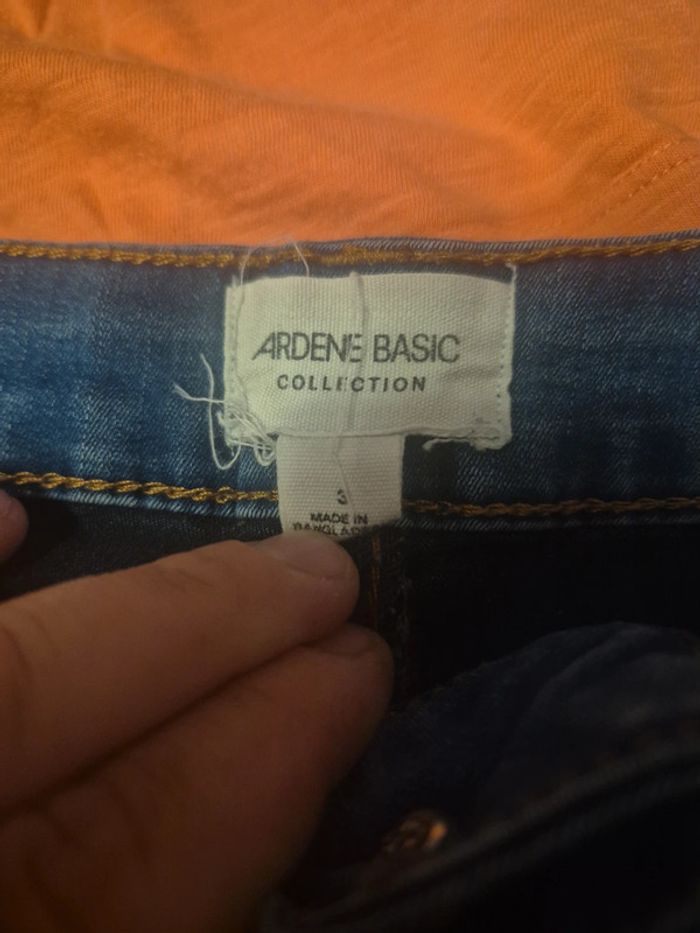 ARDENE BASIC
COLLECTION
3
MADE IN